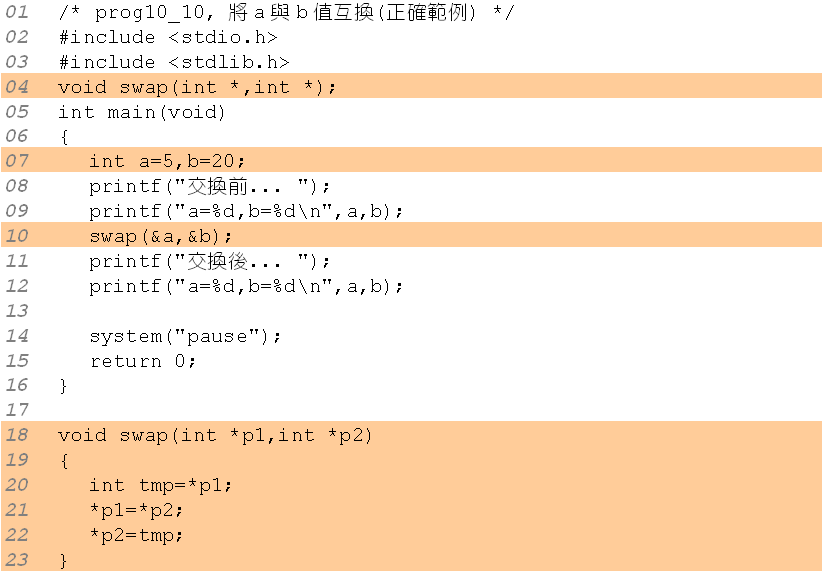 01 /* prog10_10, 將a與b值互換(正確範例) */
02 #include <stdio.h>
03 #include <stdlib.h>
04 void swap(int *,int *);
05 int main(void)
06 {
07 int a=5,b=20;
08 printf("交換前... ");
09 printf("a=%d,b=%d\n",a,b);
10 swap(&a,&b);
11 printf("交換後... ");
12 printf("a=%d,b=%d\n",a,b);
13
14 system("pause");
15 return 0;
16 }
17
18 void swap(int *p1,int *p2)
19 {
20 int tmp=*p1;
21 *p1=*p2;
22 *p2=tmp;
23 }